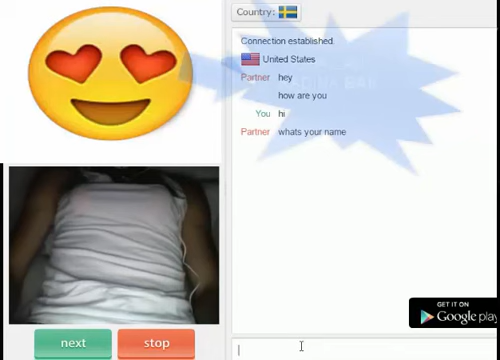 Country:
Connection established.
United States
Partner hey
how are you
You hi
Partner whats your name
GET IT ON
Google play
next stop